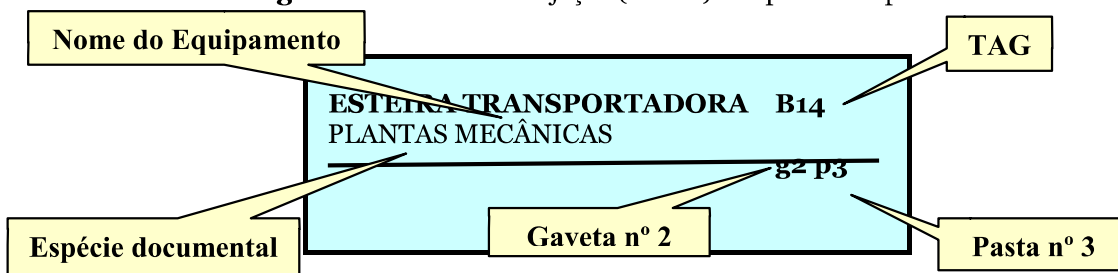 Nome do Equipamento
TAG
ESTEIRA TRANSPORTADORA B14
PLANTAS MECÂNICAS
g2 p3
Espécie documental
Gaveta nº 2
Pasta nº 3